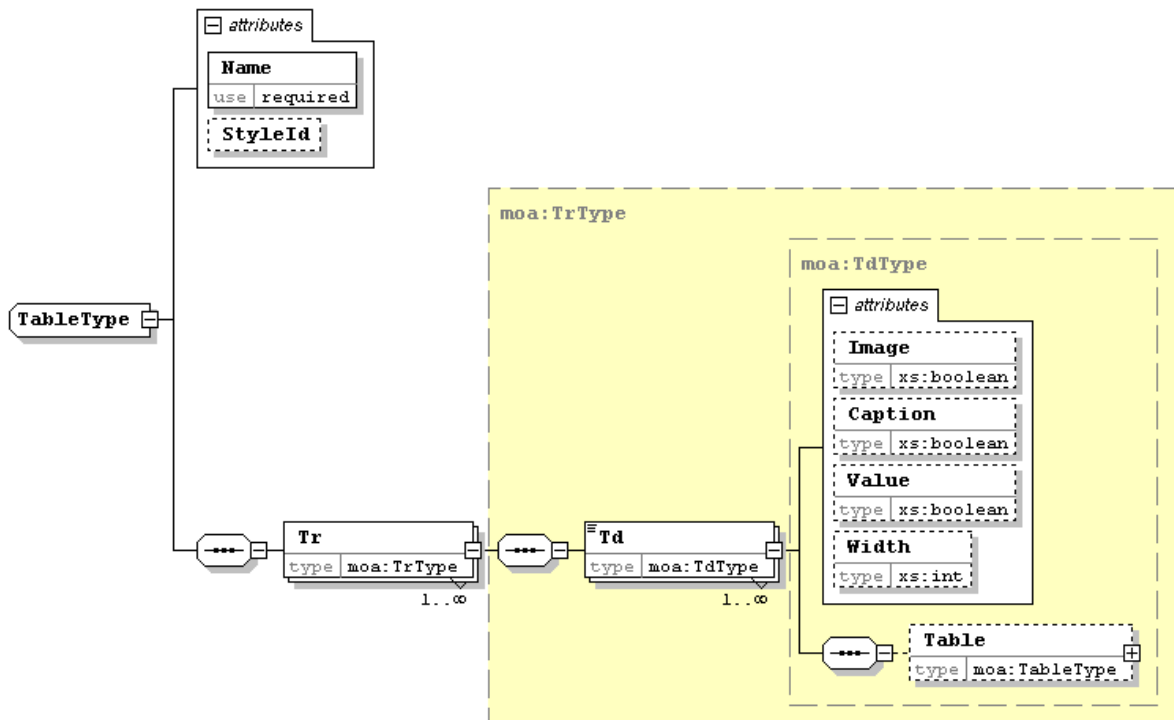 attributes
Name
use required
StyleId
moa:TrType
moa:TdType
attributes
TableType
Image
type xs:boolean
Caption
type xs:boolean
Value
type xs:boolean
Width
type xs:int
Tr
type moa:TrType
1..∞
Td
type moa:TdType
1..∞
Table
type moa:TableType